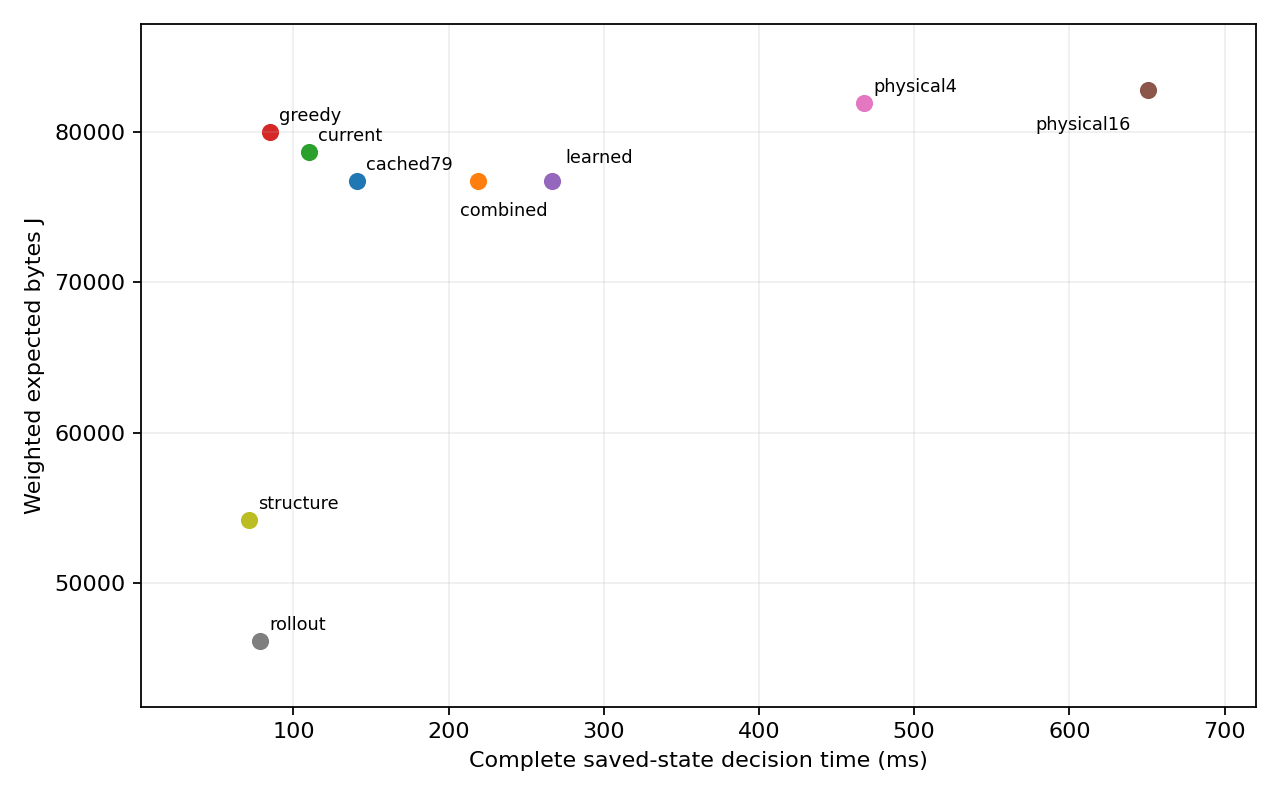 Weighted expected bytes J
80000
70000
60000
50000
greedy
current
cached79
combined
learned
physical4
physical16
structure
rollout
100
200
300
400
500
600
700
Complete saved-state decision time (ms)